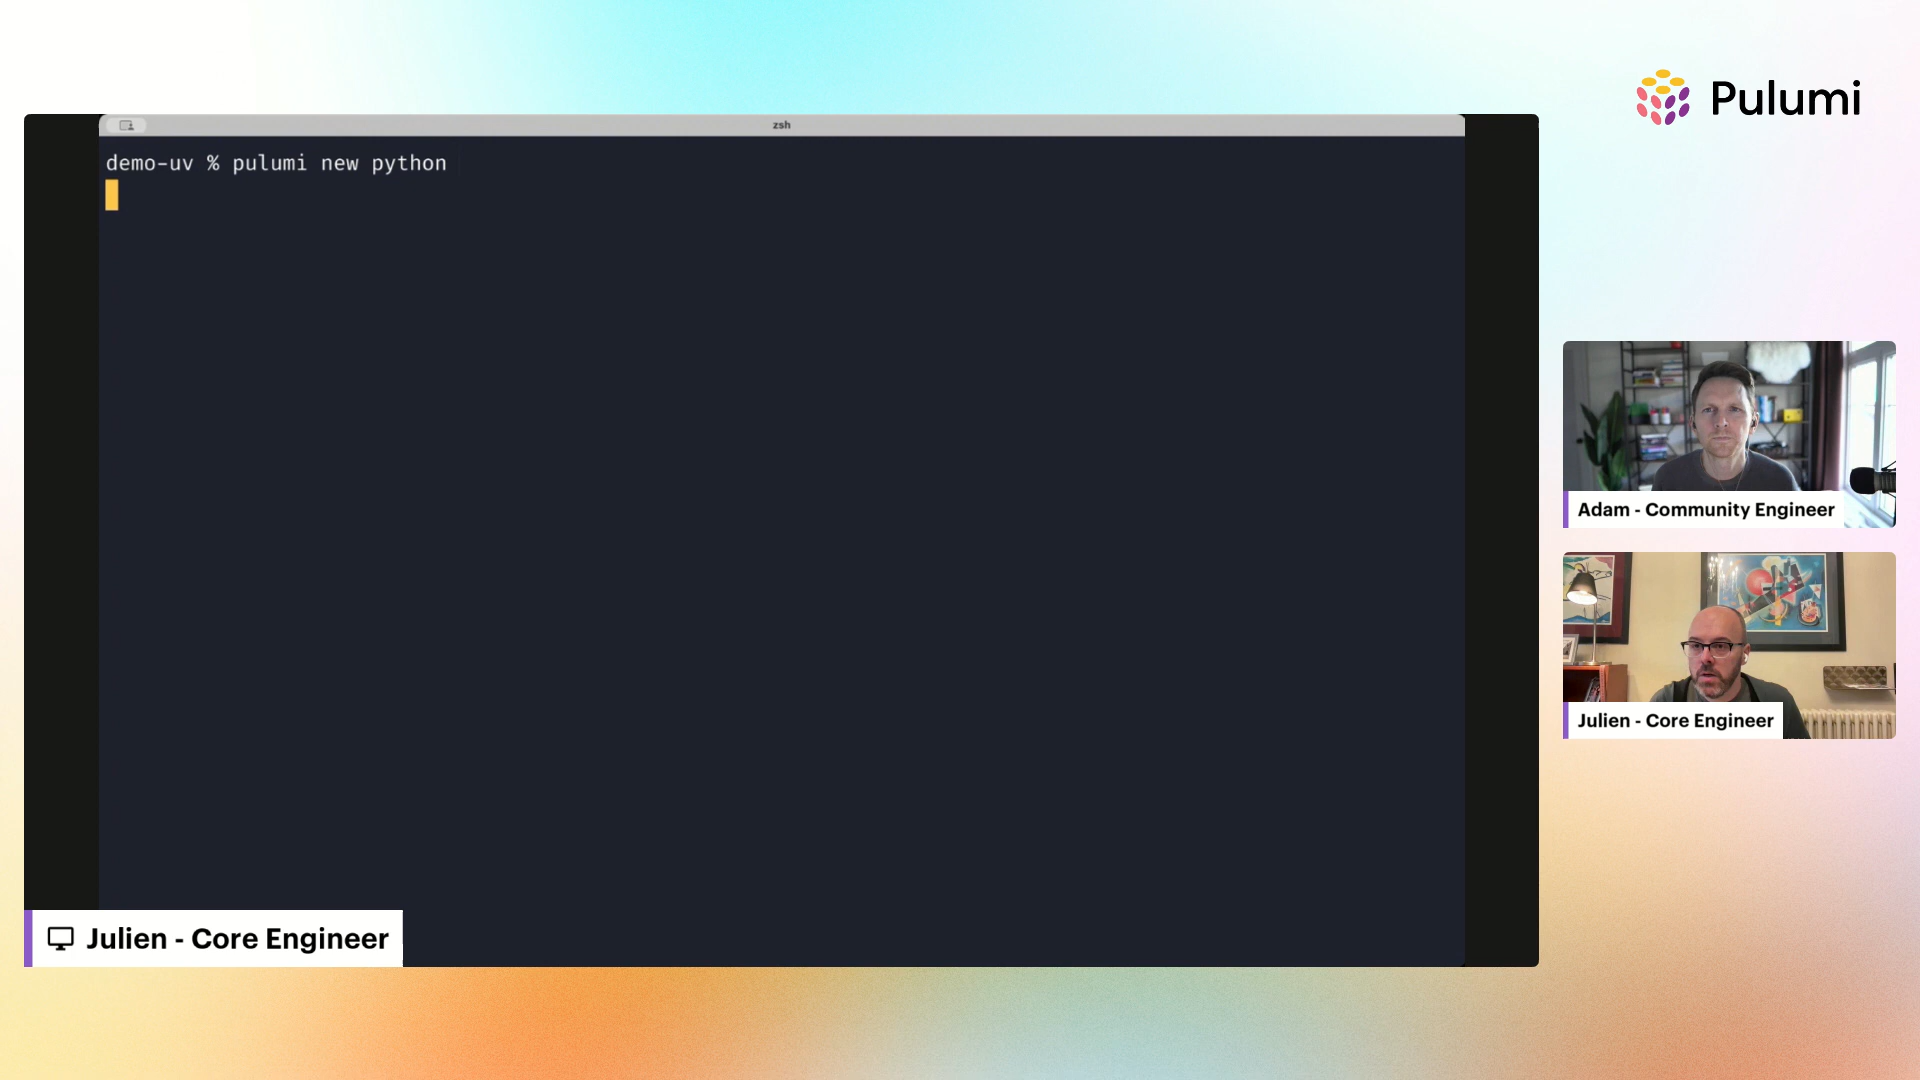 Pulumi
zsh
demo-uv % pulumi new python
Adam - Community Engineer
Julien - Core Engineer
Julien - Core Engineer